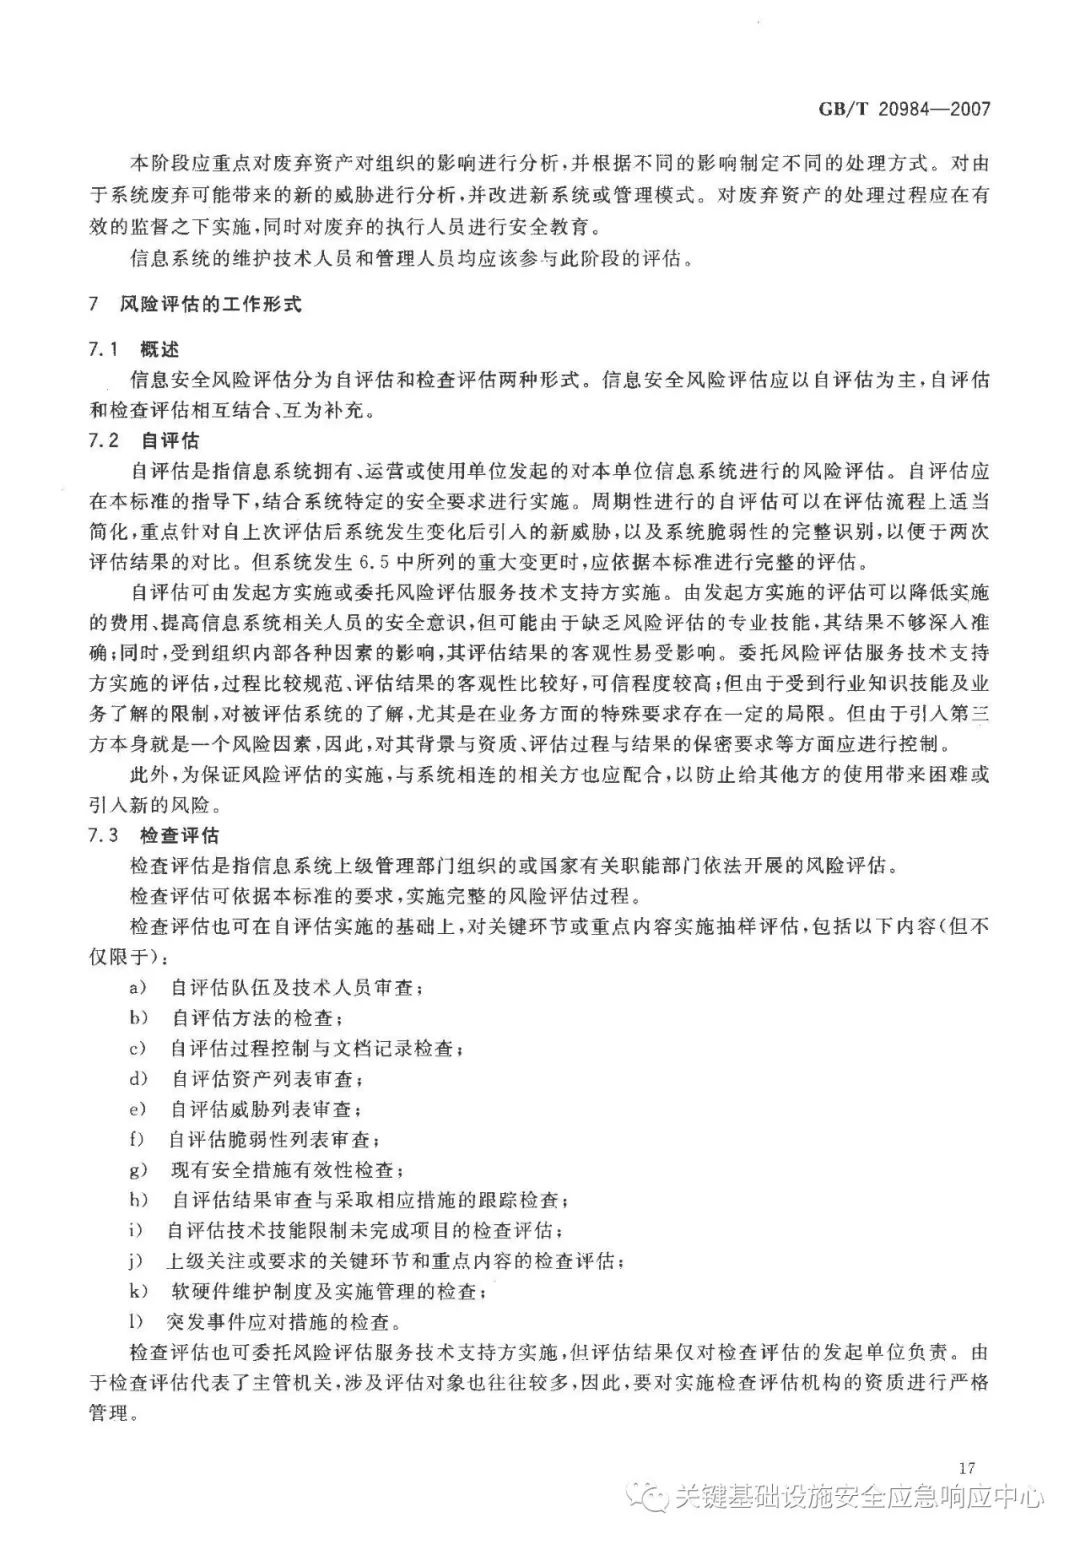 GB/T 20984—2007
本阶段应重点对废弃资产对组织的影响进行分析,并根据不同的影响制定不同的处理方式。对由
于系统废弃可能带来的新的威胁进行分析,并改进新系统或管理模式。对废弃资产的处理过程应在有
效的监督之下实施,同时对废弃的执行人员进行安全教育。
信息系统的维护技术人员和管理人员均应该参与此阶段的评估。
7 风险评估的工作形式
7.1 概述
信息安全风险评估分为自评估和检查评估两种形式。信息安全风险评估应以自评估为主,自评估
和检查评估相互结合、互为补充。
7.2 自评估
自评估是指信息系统拥有、运营或使用单位发起的对本单位信息系统进行的风险评估。自评估应
在本标准的指导下,结合系统特定的安全要求进行实施。周期性进行的自评估可以在评估流程上适当
简化,重点针对自上次评估后系统发生变化后引入的新威胁,以及系统脆弱性的完整识别,以便于两次
评估结果的对比。但系统发生 6.5 中所列的重大变更时,应依据本标准进行完整的评估。
自评估可由发起方实施或委托风险评估服务技术支持方实施。由发起方实施的评估可以降低实施
的费用、提高信息系统相关人员的安全意识,但可能由于缺乏风险评估的专业技能,其结果不够深入准
确;同时,受到组织内部各种因素的影响,其评估结果的客观性易受影响。委托风险评估服务技术支持
方实施的评估,过程比较规范、评估结果的客观性比较好,可信程度较高;但由于受到行业知识技能及业
务了解的限制,对被评估系统的了解,尤其是在业务方面的特殊要求存在一定的局限。但由于引入第三
方本身就是一个风险因素,因此,对其背景与资质、评估过程与结果的保密要求等方面应进行控制。
此外,为保证风险评估的实施,与系统相连的相关方也应配合,以防止给其他方的使用带来困难或
引入新的风险。
7.3 检查评估
检查评估是指信息系统上级管理部门组织的或国家有关职能部门依法开展的风险评估。
检查评估可依据本标准的要求,实施完整的风险评估过程。
检查评估也可在自评估实施的基础上,对关键环节或重点内容实施抽样评估,包括以下内容(但不
仅限于):
a) 自评估队伍及技术人员审查;
b) 自评估方法的检查;
c) 自评估过程控制与文档记录检查;
d) 自评估资产列表审查;
e) 自评估威胁列表审查;
f) 自评估脆弱性列表审查;
g) 现有安全措施有效性检查;
h) 自评估结果审查与采取相应措施的跟踪检查;
i) 自评估技术技能限制未完成项目的检查评估;
j) 上级关注或要求的关键环节和重点内容的检查评估;
k) 软硬件维护制度及实施管理的检查;
l) 突发事件应对措施的检查。
检查评估也可委托风险评估服务技术支持方实施,但评估结果仅对检查评估的发起单位负责。由
于检查评估代表了主管机关,涉及评估对象也往往较多,因此,要对实施检查评估机构的资质进行严格
管理。
17
关键基础设施安全应急响应中心